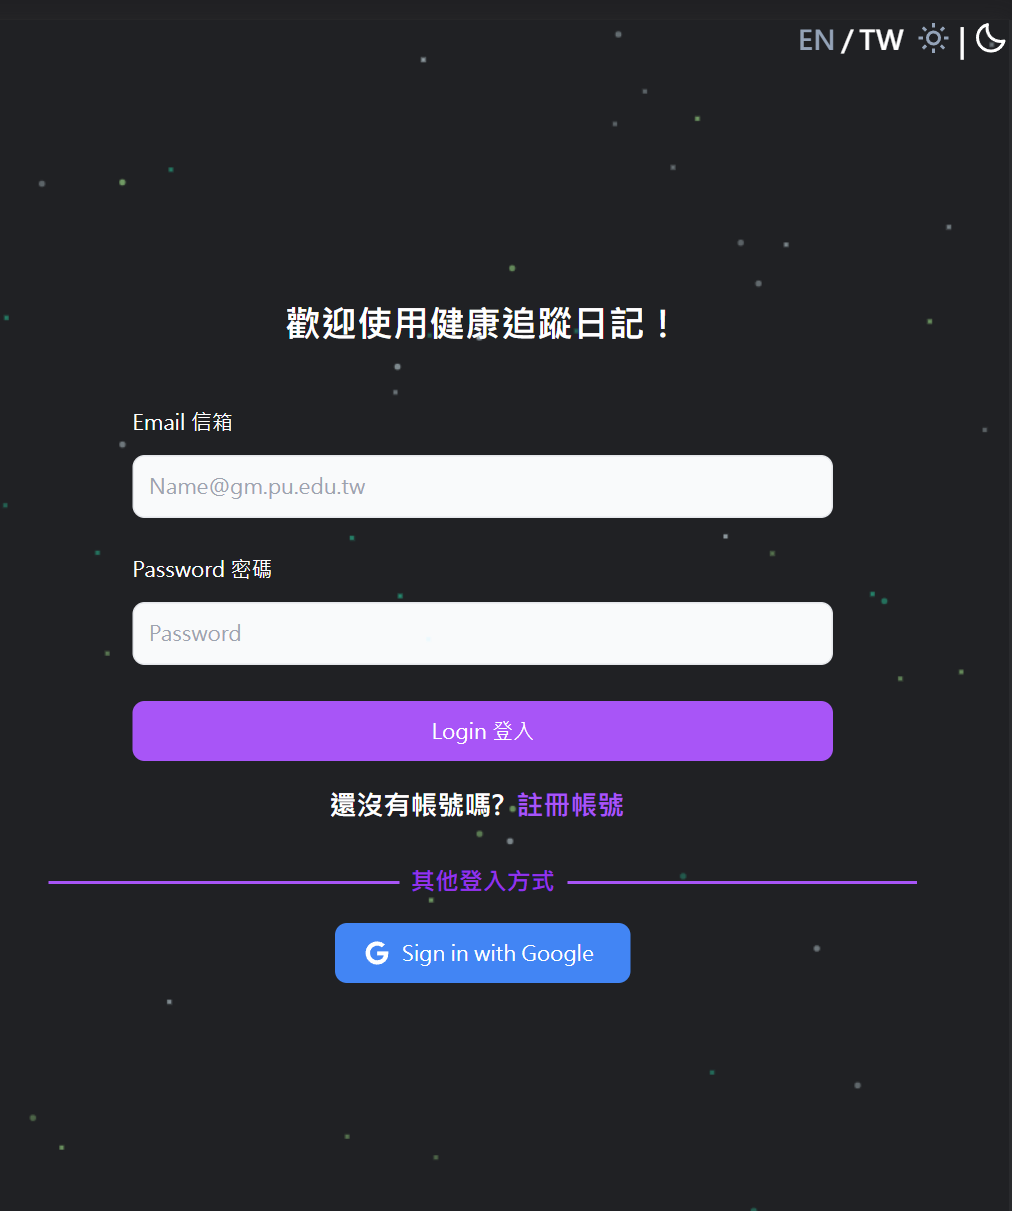 EN / TW |
歡迎使用健康追蹤日記！
Email 信箱
Name@gm.pu.edu.tw
Password 密碼
Password
Login 登入
還沒有帳號嗎? 註冊帳號
其他登入方式
G Sign in with Google